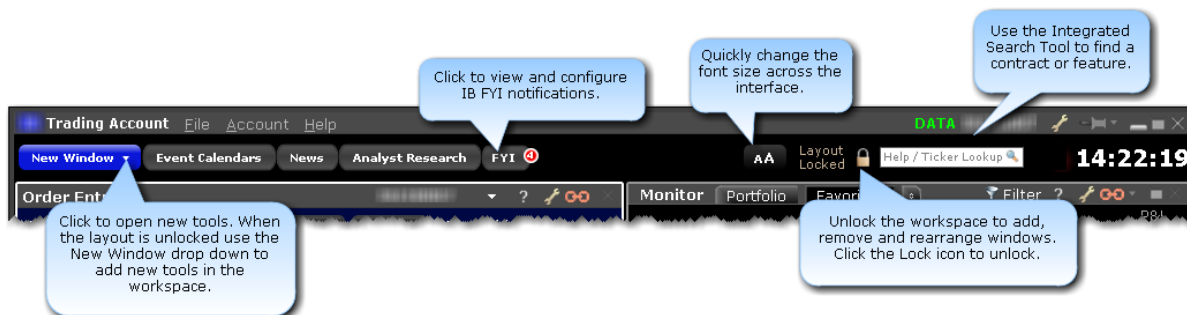 Use the Integrated
Search Tool to find a
contract or feature.
Quickly change the
font size across the
interface.
Click to view and configure
IB FYI notifications.
Trading Account File Account Help
DATA
New Window Event Calendars News Analyst Research FYI 4
AA Layout
Locked
Help / Ticker Lookup
14:22:19
Order Entr
?
Monitor Portfolio Favori
Filter ?
P&L
Click to open new tools. When
the layout is unlocked use the
New Window drop down to
add new tools in the
workspace.
Unlock the workspace to add,
remove and rearrange windows.
Click the Lock icon to unlock.